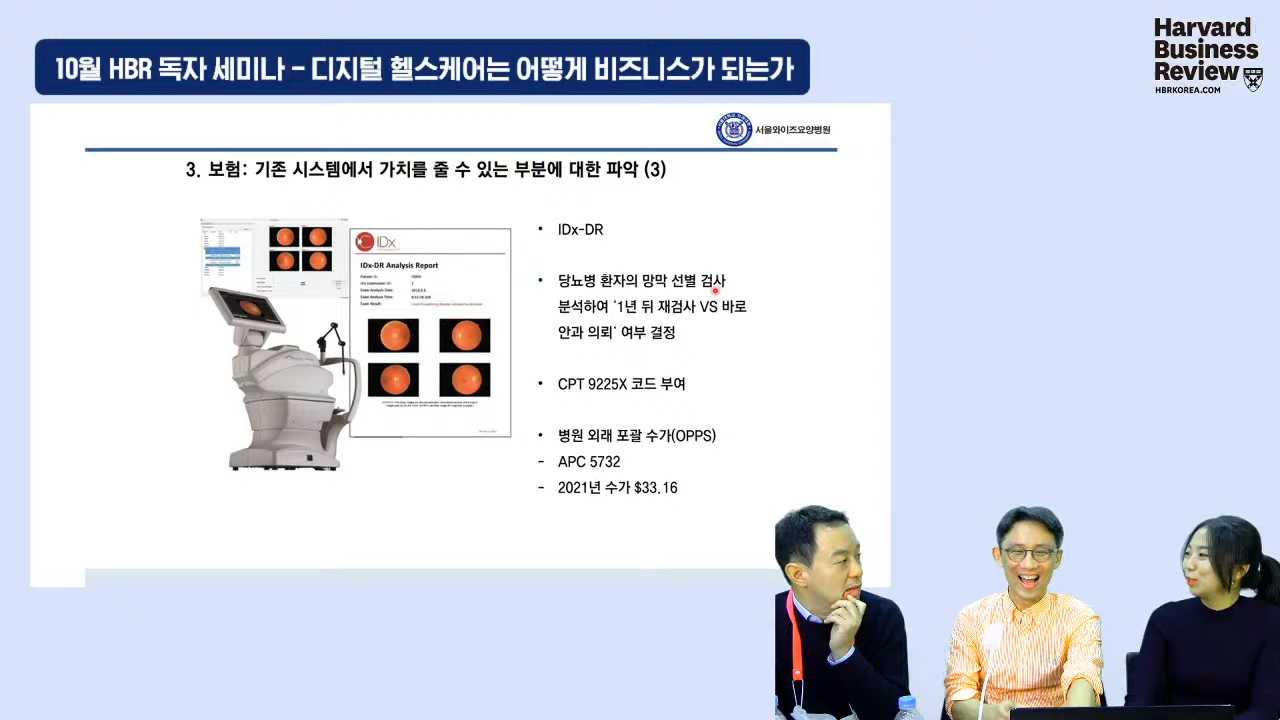 Harvard
Business
Review
HBRKOREA.COM
10월 HBR 독자 세미나 - 디지털 헬스케어는 어떻게 비즈니스가 되는가
서울와이즈요양병원
3. 보험: 기존 시스템에서 가치를 줄 수 있는 부분에 대한 파악 (3)
IDx
IDx-DR Analysis Report
• IDx-DR
• 당뇨병 환자의 망막 선별 검사
분석하여 '1년 뒤 재검사 VS 바로
안과 의뢰' 여부 결정
• CPT 9225X 코드 부여
• 병원 외래 포괄 수가(OPPS)
- APC 5732
- 2021년 수가 $33.16